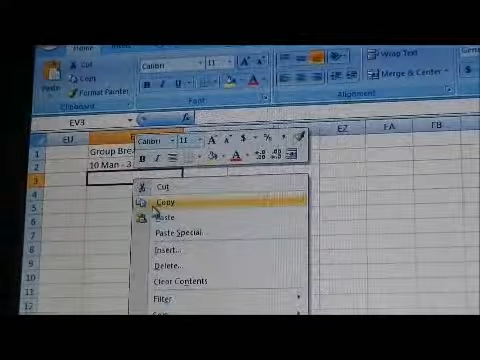 Home
Cut
Copy
Format Painter
Paste
Clipboard
Calibri 11 A A
B I U
Font
Wrap Text
Merge & Center
Alignment
$
EV3
fx
EU EZ FA FB
1 Group Bre
2 10 Man - 3
3
4
5
6
7
8
9
10
11
12
Calibri 11 A A $ % ,
B I A
Cut
Copy
Paste
Paste Special...
Insert...
Delete...
Clear Contents
Filter